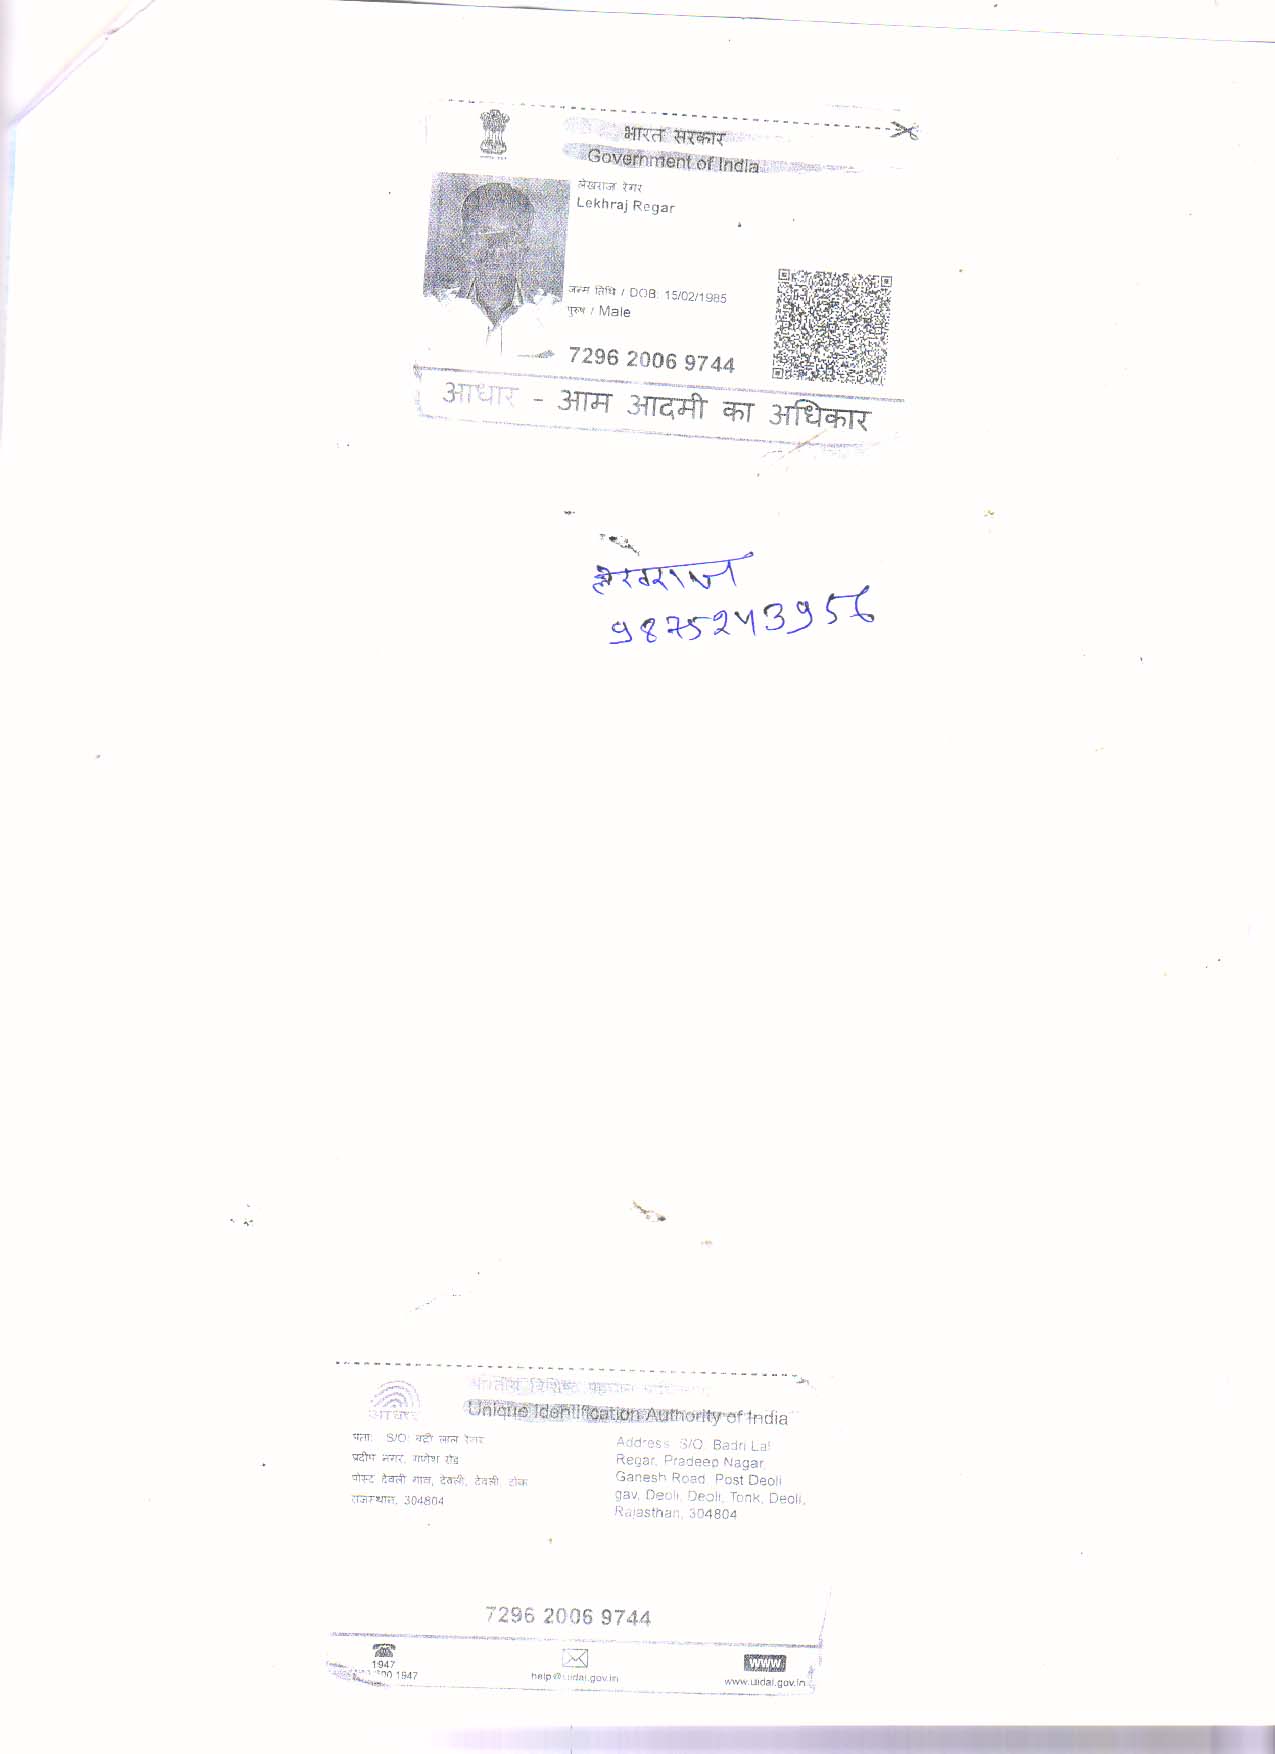 भारत सरकार
Government of India
लेखराज रेगर
Lekhraj Regar
जन्म तिथि / DOB: 15/02/1985
पुरुष / Male
7296 2006 9744
आधार - आम आदमी का अधिकार
लेखराज
9875243956
भारतीय विशिष्ट पहचान
Unique Identification Authority of India
आधार
पता: S/O: बद्री लाल रेगर
प्रदीप नगर, गणेश रोड
पोस्ट देवली गाव, देवली, देवली, टोंक
राजस्थान, 304804
Address: S/O: Badri Lal
Regar, Pradeep Nagar,
Ganesh Road, Post Deoli
gav, Deoli, Deoli, Tonk, Deoli,
Rajasthan, 304804
7296 2006 9744
1947
1947
help@uidai.gov.in
www
www.uidai.gov.in